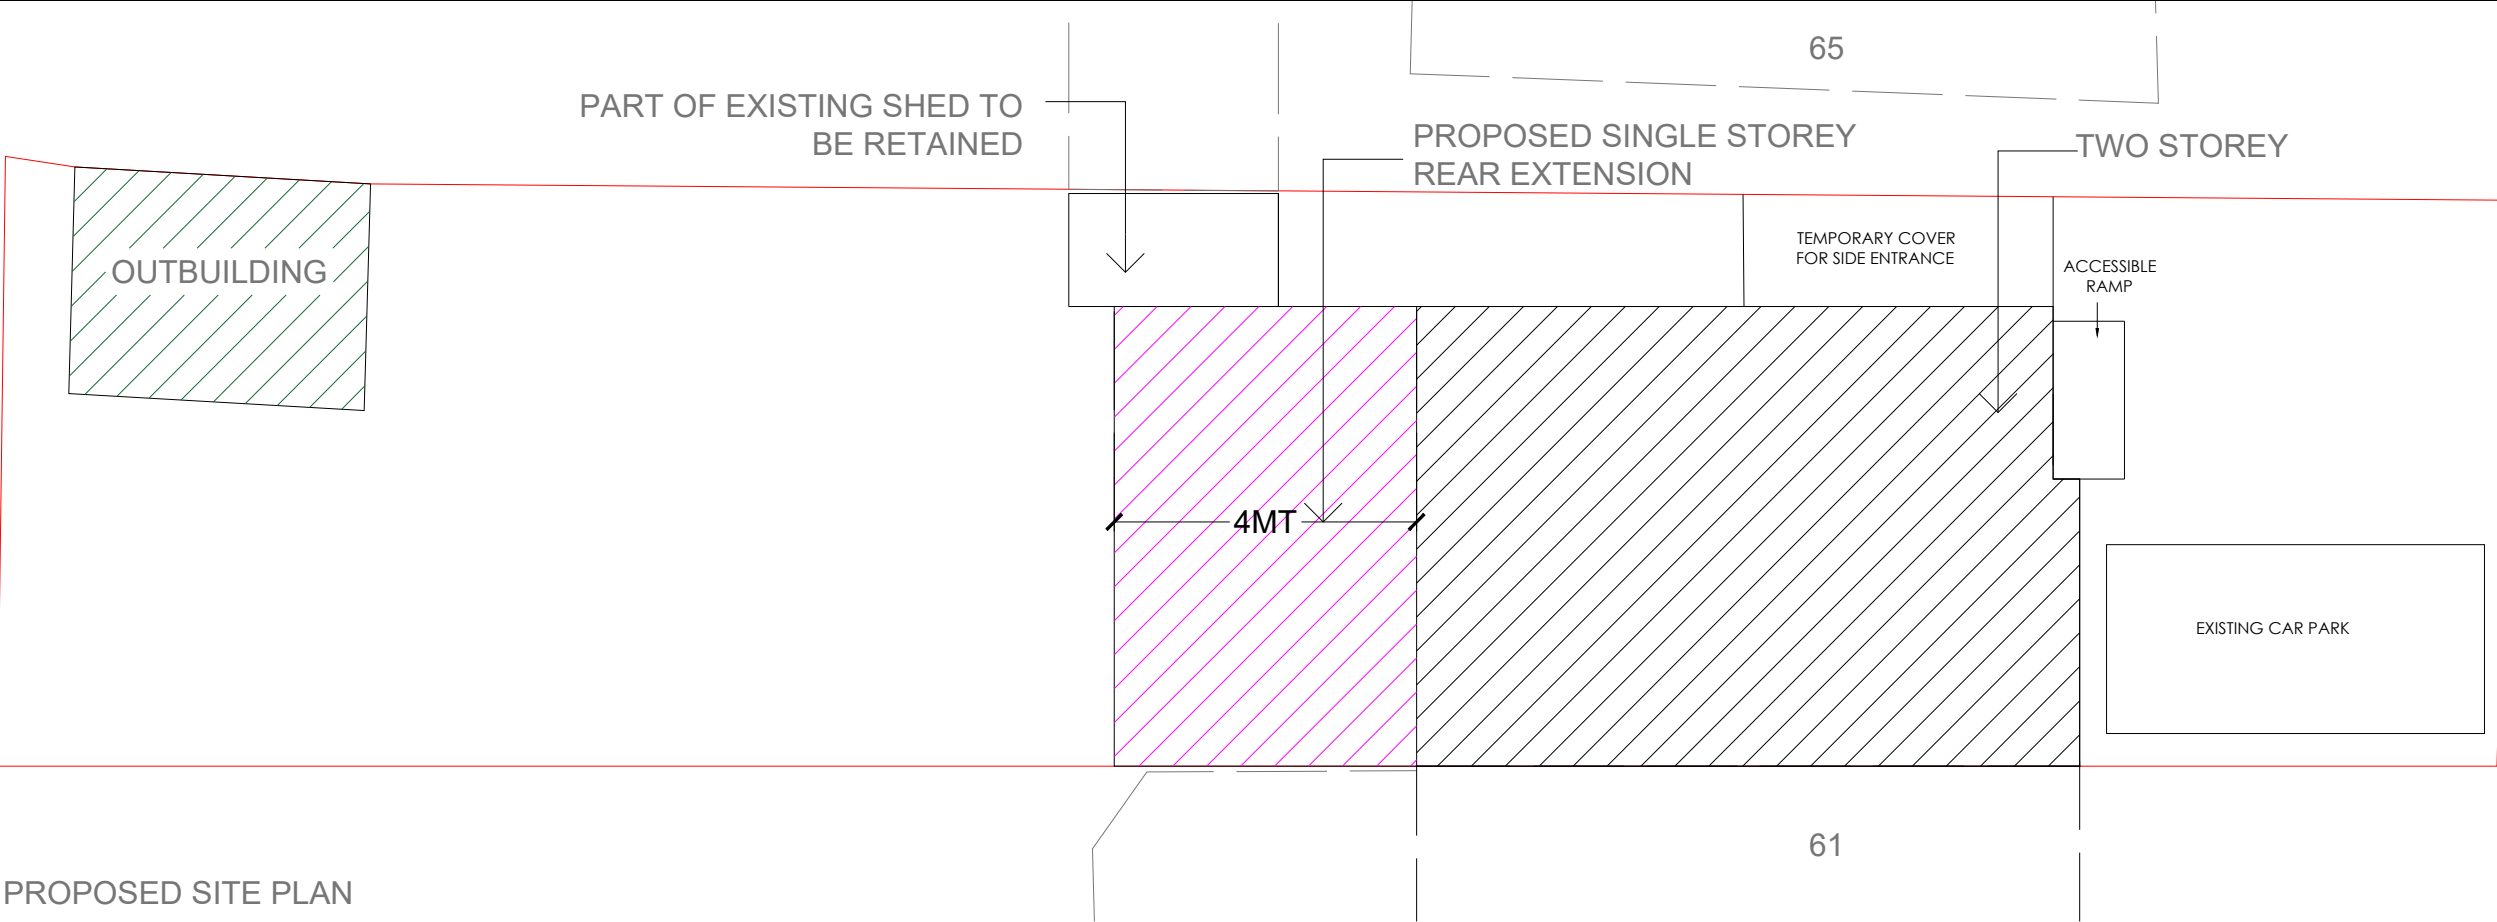 65
PART OF EXISTING SHED TO
BE RETAINED
PROPOSED SINGLE STOREY
REAR EXTENSION
TWO STOREY
TEMPORARY COVER
FOR SIDE ENTRANCE
ACCESSIBLE
RAMP
OUTBUILDING
4MT
EXISTING CAR PARK
61
PROPOSED SITE PLAN